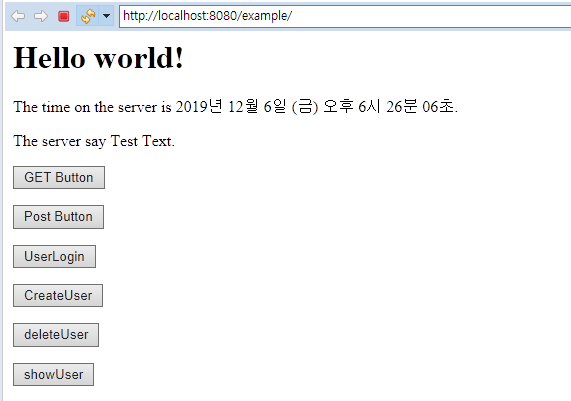 http://localhost:8080/example/
Hello world!
The time on the server is 2019년 12월 6일 (금) 오후 6시 26분 06초.
The server say Test Text.
GET Button
Post Button
UserLogin
CreateUser
deleteUser
showUser